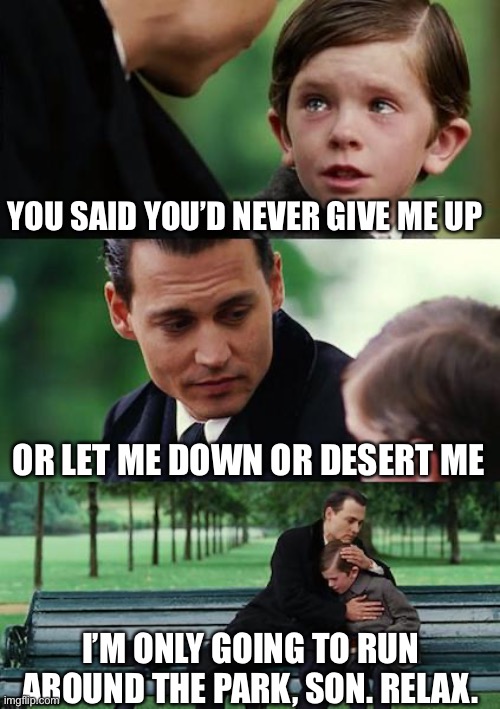 YOU SAID YOU'D NEVER GIVE ME UP
OR LET ME DOWN OR DESERT ME
I'M ONLY GOING TO RUN
AROUND THE PARK, SON. RELAX.
imgflip.com